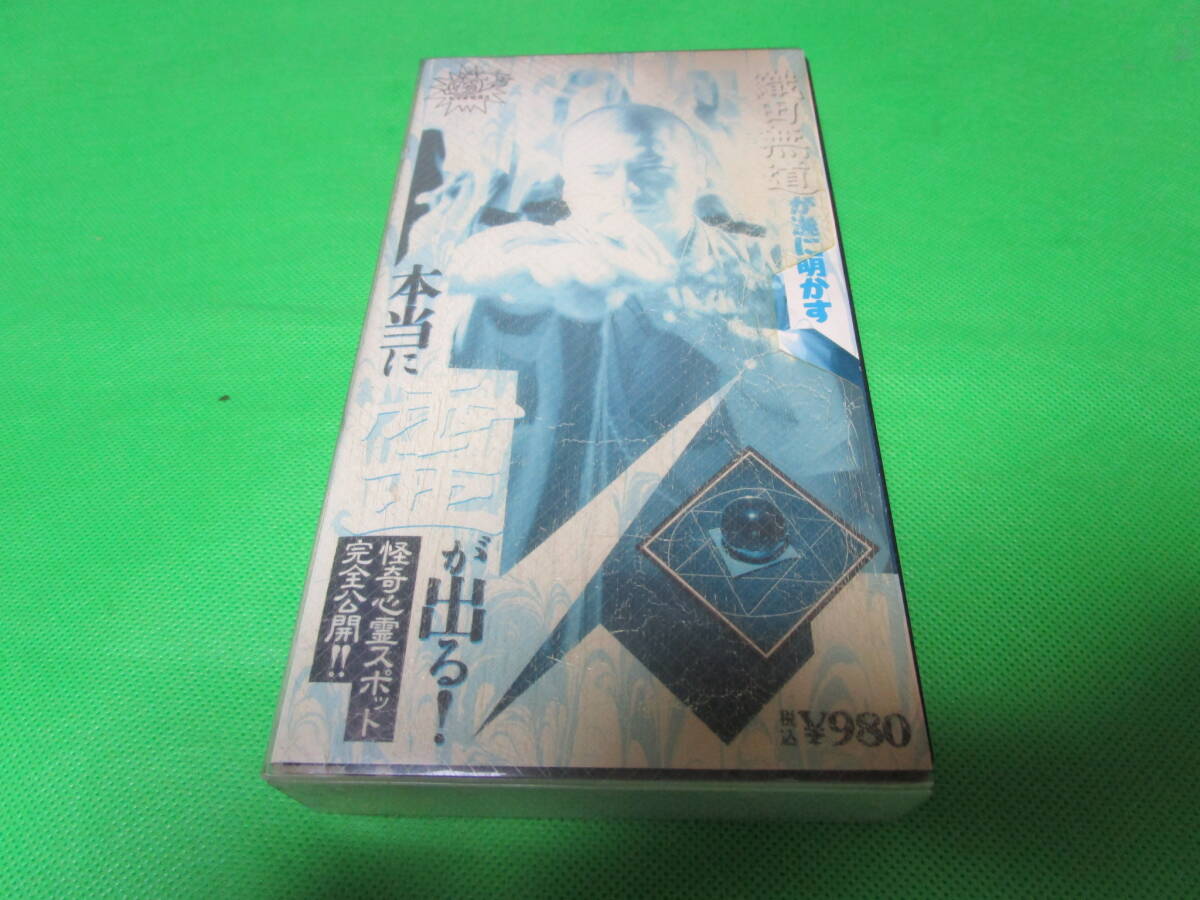 織田無道が遂に明かす
本当に
霊
が出る!
怪奇心霊スポット
完全公開!!
税込¥980